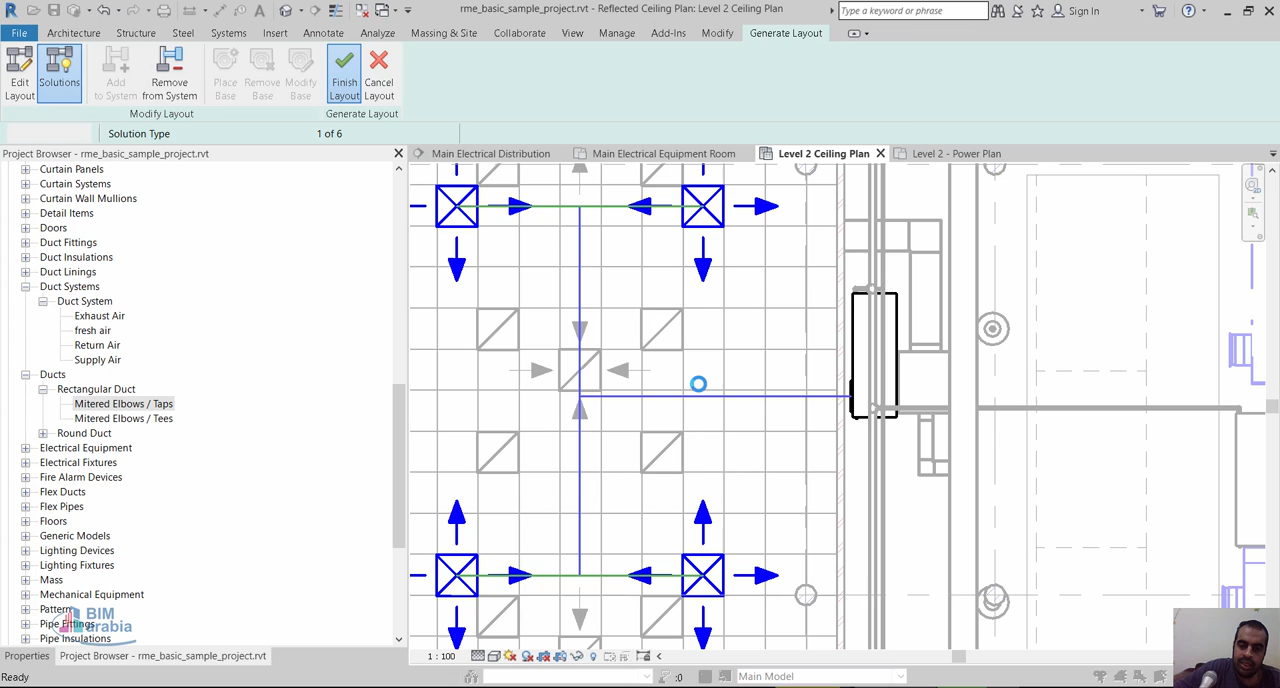 rme_basic_sample_project.rvt - Reflected Ceiling Plan: Level 2 Ceiling Plan
Type a keyword or phrase
Sign In
File Architecture Structure Steel Systems Insert Annotate Analyze Massing & Site Collaborate View Manage Add-Ins Modify Generate Layout
Edit Layout
Solutions
Add to System
Remove from System
Place Base
Remove Base
Modify Base
Finish Layout
Cancel Layout
Modify Layout
Generate Layout
Solution Type 1 of 6
Project Browser - rme_basic_sample_project.rvt
Main Electrical Distribution
Main Electrical Equipment Room
Level 2 Ceiling Plan
Level 2 - Power Plan
Curtain Panels
Curtain Systems
Curtain Wall Mullions
Detail Items
Doors
Duct Fittings
Duct Insulations
Duct Linings
Duct Systems
Duct System
Exhaust Air
fresh air
Return Air
Supply Air
Ducts
Rectangular Duct
Mitered Elbows / Taps
Mitered Elbows / Tees
Round Duct
Electrical Equipment
Electrical Fixtures
Fire Alarm Devices
Flex Ducts
Flex Pipes
Floors
Generic Models
Lighting Devices
Lighting Fixtures
Mass
Mechanical Equipment
Pattern
Pipe Fittings
Pipe Insulations
BIM
arabia
Properties
Project Browser - rme_basic_sample_project.rvt
1 : 100
Ready
:0
Main Model